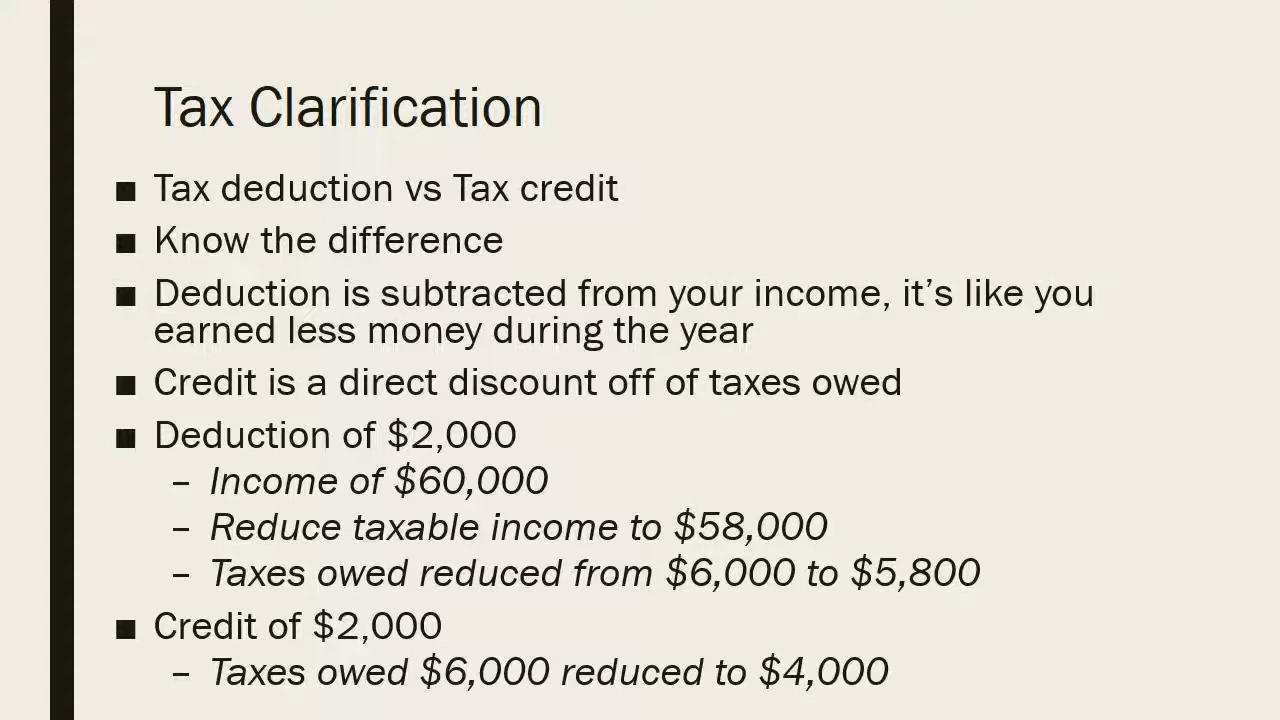 Tax Clarification
■ Tax deduction vs Tax credit
■ Know the difference
■ Deduction is subtracted from your income, it’s like you
earned less money during the year
■ Credit is a direct discount off of taxes owed
■ Deduction of $2,000
– Income of $60,000
– Reduce taxable income to $58,000
– Taxes owed reduced from $6,000 to $5,800
■ Credit of $2,000
– Taxes owed $6,000 reduced to $4,000